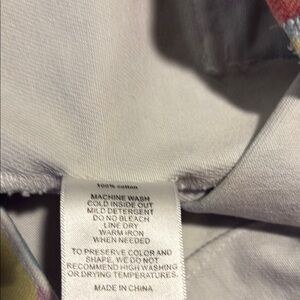 100% cotton
MACHINE WASH
COLD INSIDE OUT
MILD DETERGENT
DO NO BLEACH
LINE DRY
WARM IRON
WHEN NEEDED
TO PRESERVE COLOR AND
SHAPE, WE DO NOT
RECOMMEND HIGH WASHING
OR DRYING TEMPERATURES.
MADE IN CHINA